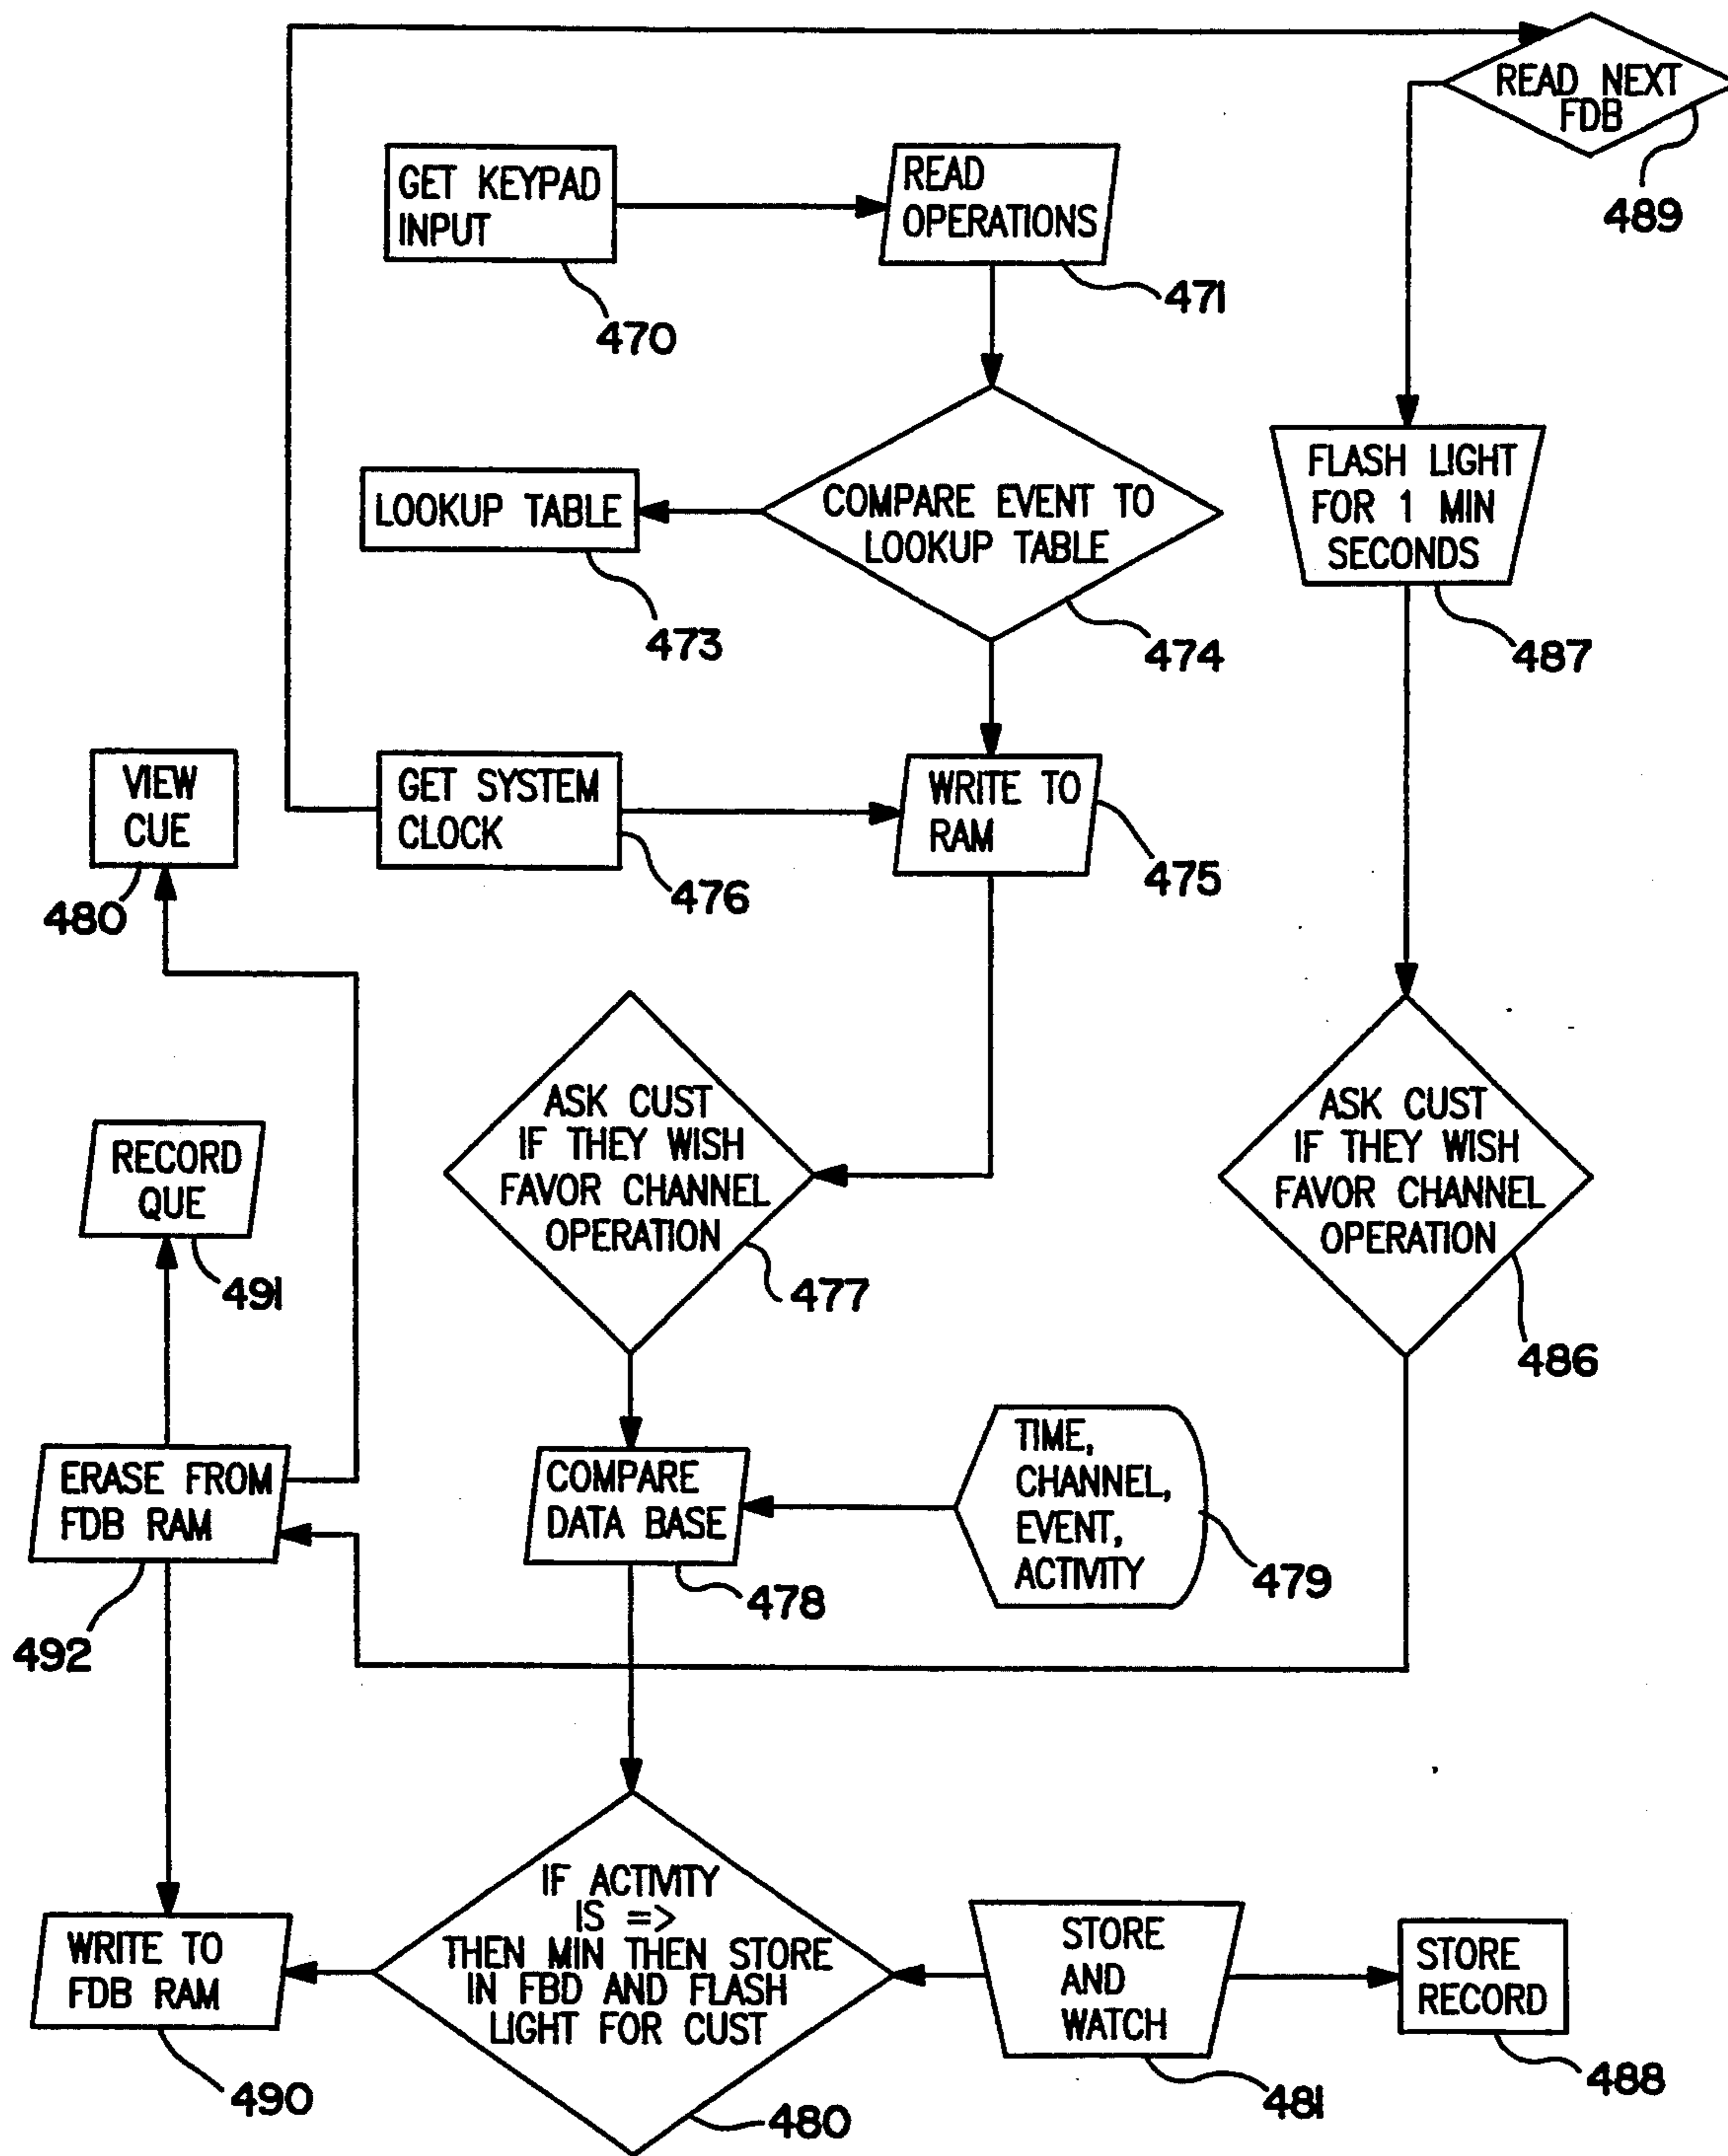 READ NEXT
FDB
489
GET KEYPAD
INPUT
470
READ
OPERATIONS
471
LOOKUP TABLE
473
COMPARE EVENT TO
LOOKUP TABLE
474
FLASH LIGHT
FOR 1 MIN
SECONDS
487
VIEW
CUE
480
GET SYSTEM
CLOCK
476
WRITE TO
RAM
475
RECORD
QUE
491
ASK CUST
IF THEY WISH
FAVOR CHANNEL
OPERATION
477
ASK CUST
IF THEY WISH
FAVOR CHANNEL
OPERATION
486
ERASE FROM
FDB RAM
492
COMPARE
DATA BASE
478
TIME,
CHANNEL,
EVENT,
ACTIVITY
479
WRITE TO
FDB RAM
490
IF ACTIVITY
IS =>
THEN MIN THEN STORE
IN FBD AND FLASH
LIGHT FOR CUST
480
STORE
AND
WATCH
481
STORE
RECORD
488